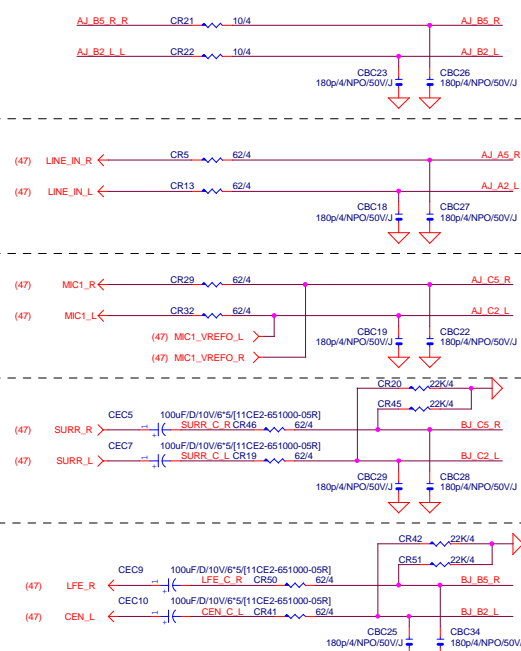 AJ_B5_R_R CR21 10/4 AJ_B5_R
AJ_B2_L_L CR22 10/4 AJ_B2_L
CBC23 CBC26
180p/4/NPO/50V/J 180p/4/NPO/50V/J
(47) LINE_IN_R CR5 62/4 AJ_A5_R
(47) LINE_IN_L CR13 62/4 AJ_A2_L
CBC18 CBC27
180p/4/NPO/50V/J 180p/4/NPO/50V/J
(47) MIC1_R CR29 62/4 AJ_C5_R
(47) MIC1_L CR32 62/4 AJ_C2_L
(47) MIC1_VREFO_L
CBC19 CBC22
180p/4/NPO/50V/J 180p/4/NPO/50V/J
(47) MIC1_VREFO_R
CR20 22K/4
CR45 22K/4
CEC5 100uF/D/10V/6*5/[11CE2-651000-05R]
(47) SURR_R 1 + SURR_C_R CR46 62/4 BJ_C5_R
CEC7 100uF/D/10V/6*5/[11CE2-651000-05R]
(47) SURR_L 1 + SURR_C_L CR19 62/4 BJ_C2_L
CBC29 CBC28
180p/4/NPO/50V/J 180p/4/NPO/50V/J
CR42 22K/4
CR51 22K/4
CEC9 100uF/D/10V/6*5/[11CE2-651000-05R]
(47) LFE_R 1 + LFE_C_R CR50 62/4 BJ_B5_R
CEC10 100uF/D/10V/6*5/[11CE2-651000-05R]
(47) CEN_L 1 + CEN_C_L CR41 62/4 BJ_B2_L
CBC25 CBC34
180p/4/NPO/50V/J 180p/4/NPO/50V/